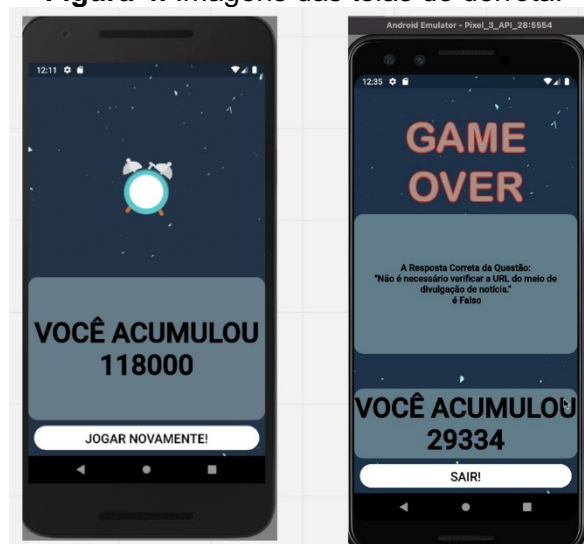 Figura 4. Imagens das telas de derrota.
12:11
VOCÊ ACUMULOU
118000
JOGAR NOVAMENTE!
Android Emulator - Pixel_3_API_28:5554
12:35
GAME
OVER
A Resposta Correta da Questão:
"Não é necessário verificar a URL do meio de
divulgação de notícia."
é Falso
VOCÊ ACUMULOU
29334
SAIR!